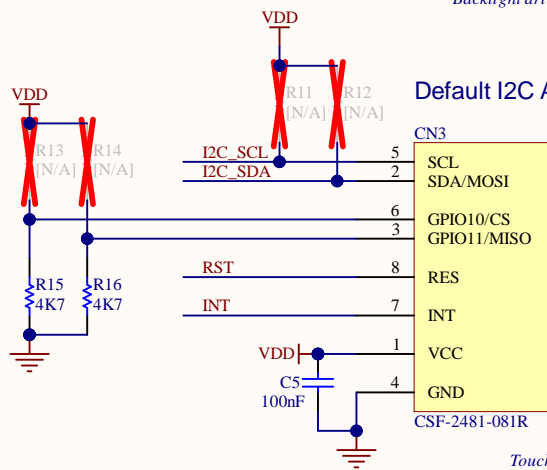 Backlight dri
VDD
VDD
R11
[N/A]
R12
[N/A]
Default I2C A
R13
[N/A]
R14
[N/A]
CN3
I2C_SCL
5
SCL
I2C_SDA
2
SDA/MOSI
6
GPIO10/CS
3
GPIO11/MISO
R15
4K7
R16
4K7
RST
8
RES
INT
7
INT
VDD
1
VCC
C5
100nF
4
GND
CSF-2481-081R
Touch